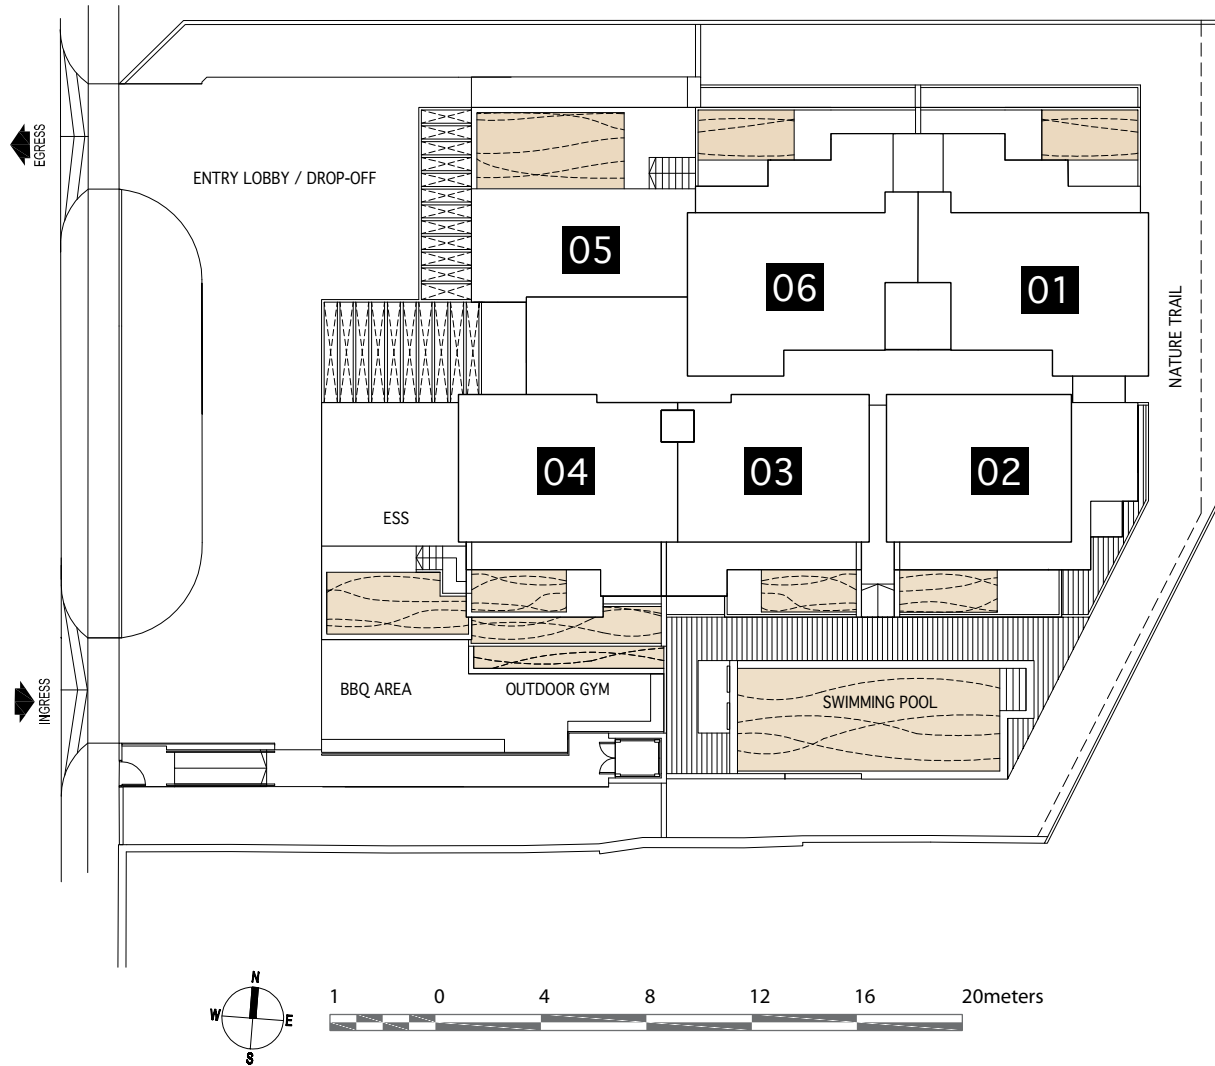 EGRESS
ENTRY LOBBY / DROP-OFF
05
06
01
NATURE TRAIL
04
03
02
ESS
BBQ AREA
OUTDOOR GYM
SWIMMING POOL
INGRESS
N
W
E
S
1 0 4 8 12 16 20meters